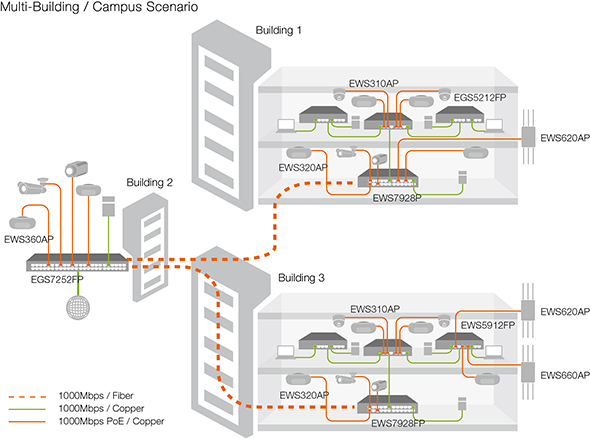 Multi-Building / Campus Scenario
Building 1
EWS310AP
EGS5212FP
EWS620AP
EWS320AP
EWS7928P
Building 2
EWS360AP
EGS7252FP
Building 3
EWS310AP
EWS5912FP
EWS620AP
EWS660AP
EWS320AP
EWS7928FP
1000Mbps / Fiber
1000Mbps / Copper
1000Mbps PoE / Copper